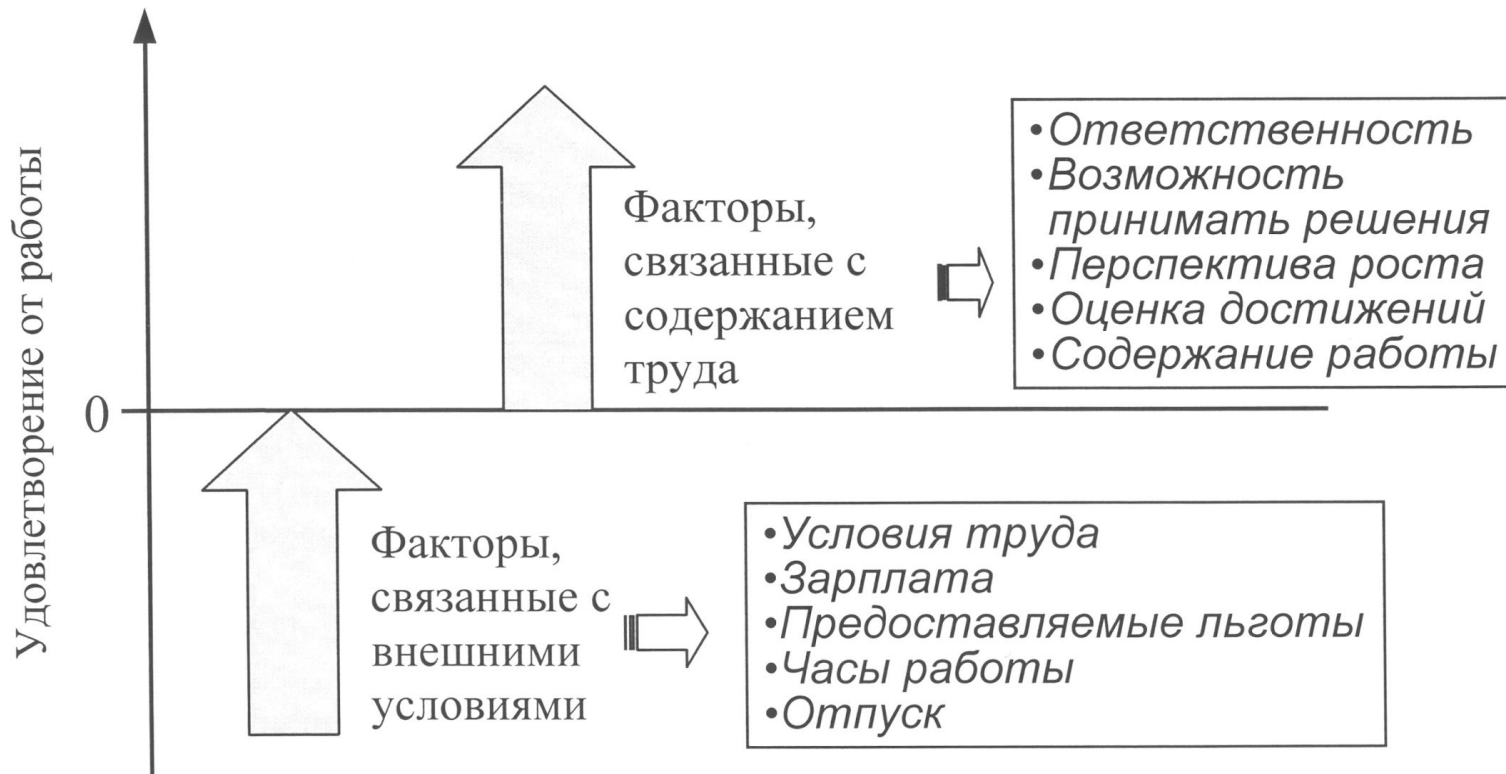 Удовлетворение от работы
Факторы,
связанные с
содержанием
труда
•Ответственность
•Возможность
принимать решения
•Перспектива роста
•Оценка достижений
•Содержание работы
0
Факторы,
связанные с
внешними
условиями
•Условия труда
•Зарплата
•Предоставляемые льготы
•Часы работы
•Отпуск